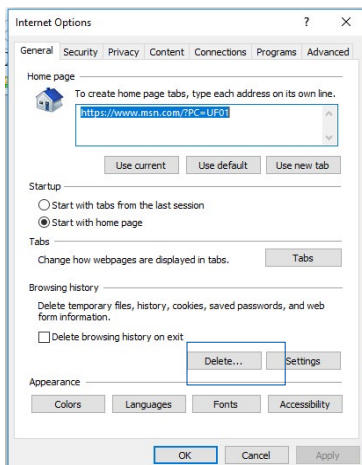 Internet Options ? X
General Security Privacy Content Connections Programs Advanced
Home page
To create home page tabs, type each address on its own line.
https://www.msn.com/?PC=UF01
Use current Use default Use new tab
Startup
Start with tabs from the last session
Start with home page
Tabs
Change how webpages are displayed in tabs. Tabs
Browsing history
Delete temporary files, history, cookies, saved passwords, and web
form information.
Delete browsing history on exit
Delete... Settings
Appearance
Colors Languages Fonts Accessibility
OK Cancel Apply